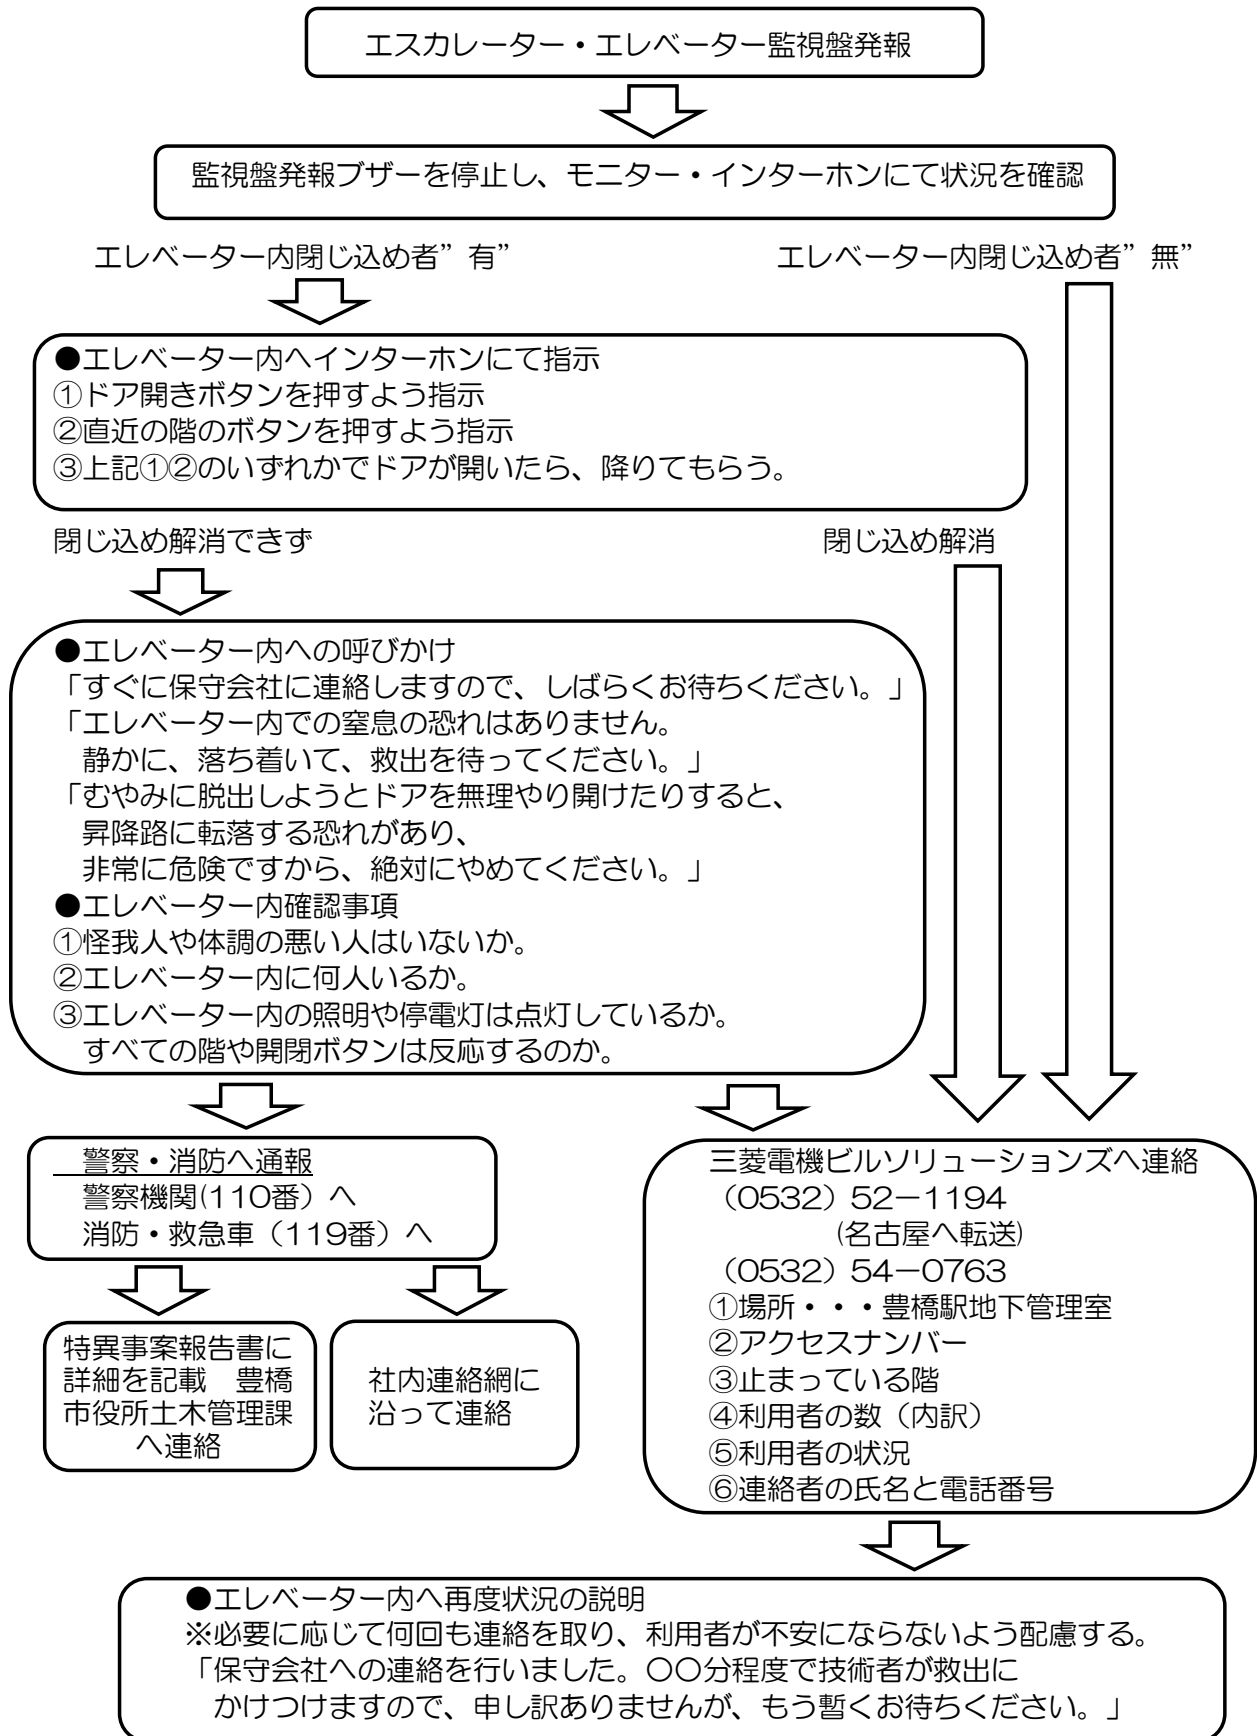 エスカレーター・エレベーター監視盤発報
監視盤発報ブザーを停止し、モニター・インターホンにて状況を確認
エレベーター内閉じ込め者”有”
エレベーター内閉じ込め者”無”
●エレベーター内へインターホンにて指示
①ドア開きボタンを押すよう指示
②直近の階のボタンを押すよう指示
③上記①②のいずれかでドアが開いたら、降りてもらう。
閉じ込め解消できず
閉じ込め解消
●エレベーター内への呼びかけ
「すぐに保守会社に連絡しますので、しばらくお待ちください。」
「エレベーター内での窒息の恐れはありません。
静かに、落ち着いて、救出を待ってください。」
「むやみに脱出しようとドアを無理やり開けたりすると、
昇降路に転落する恐れがあり、
非常に危険ですから、絶対にやめてください。」
●エレベーター内確認事項
①怪我人や体調の悪い人はいないか。
②エレベーター内に何人いるか。
③エレベーター内の照明や停電灯は点灯しているか。
すべての階や開閉ボタンは反応するのか。
警察・消防へ通報
警察機関(110番）へ
消防・救急車（119番）へ
特異事案報告書に
詳細を記載　豊橋
市役所土木管理課
へ連絡
社内連絡網に
沿って連絡
三菱電機ビルソリューションズへ連絡
（0532）52－1194
(名古屋へ転送)
（0532）54－0763
①場所・・・豊橋駅地下管理室
②アクセスナンバー
③止まっている階
④利用者の数（内訳）
⑤利用者の状況
⑥連絡者の氏名と電話番号
●エレベーター内へ再度状況の説明
※必要に応じて何回も連絡を取り、利用者が不安にならないよう配慮する。
「保守会社への連絡を行いました。〇〇分程度で技術者が救出に
かけつけますので、申し訳ありませんが、もう暫くお待ちください。」